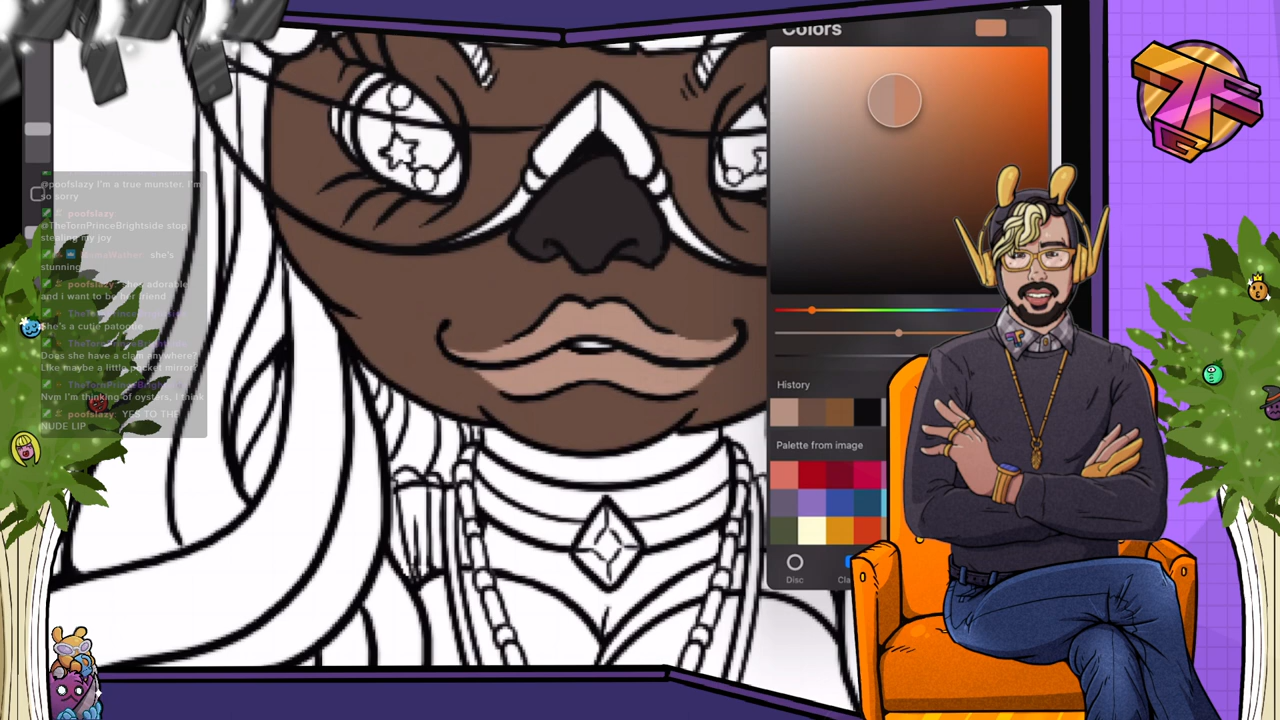 Colors
@poofslazy I'm a true munster. I'm
so sorry
poofslazy
@TheTornPrinceBrightside stop
stealing my joy
she's
stunning
poofslazy: shes adorable
and i want to be her friend
She's a cutie patootie
TheTornPrinceBrightside
Does she have a clam anywhere?
Like maybe a little pocket mirror?
TheTornPrinceBrightside
Nvm I'm thinking of oysters, I think
poofslazy: YES TO THE
NUDE LIP
History
Palette from image
Disc